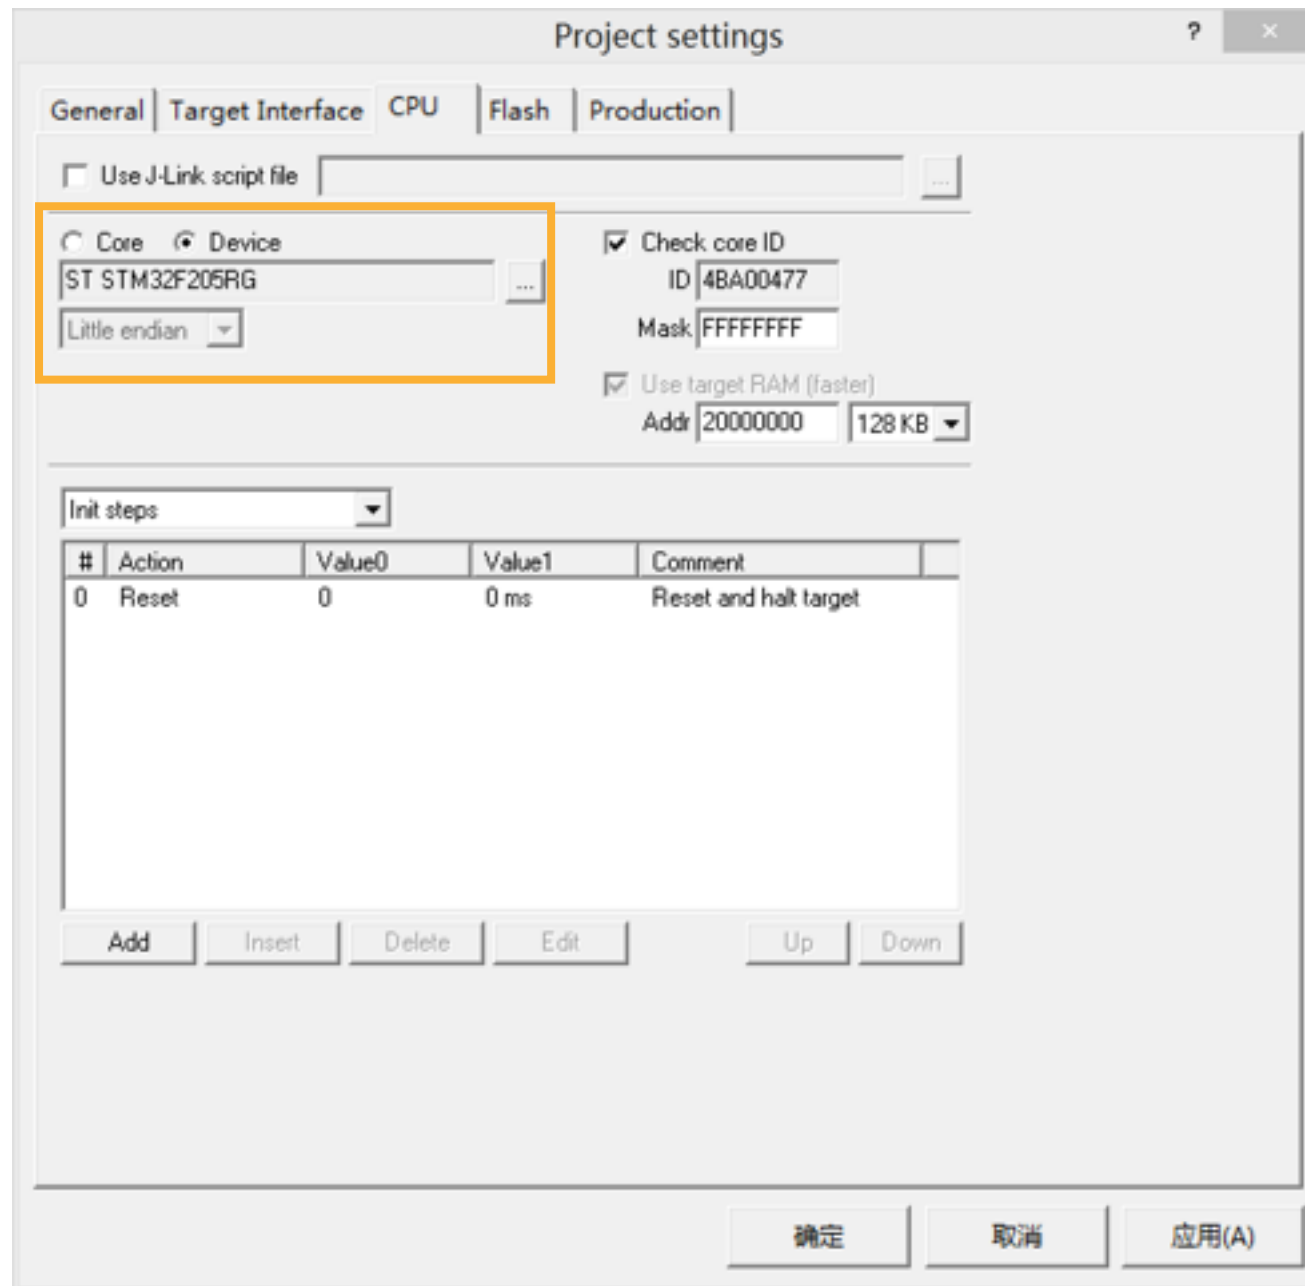 Project settings
?
×
General Target Interface CPU Flash Production
Use J-Link script file
...
Core Device
ST STM32F205RG
...
Little endian
Check core ID
ID 4BA00477
Mask FFFFFFFF
Use target RAM (faster)
Addr 20000000 128 KB
Init steps
# Action Value0 Value1 Comment
0 Reset 0 0 ms Reset and halt target
Add Insert Delete Edit Up Down
确定 取消 应用(A)